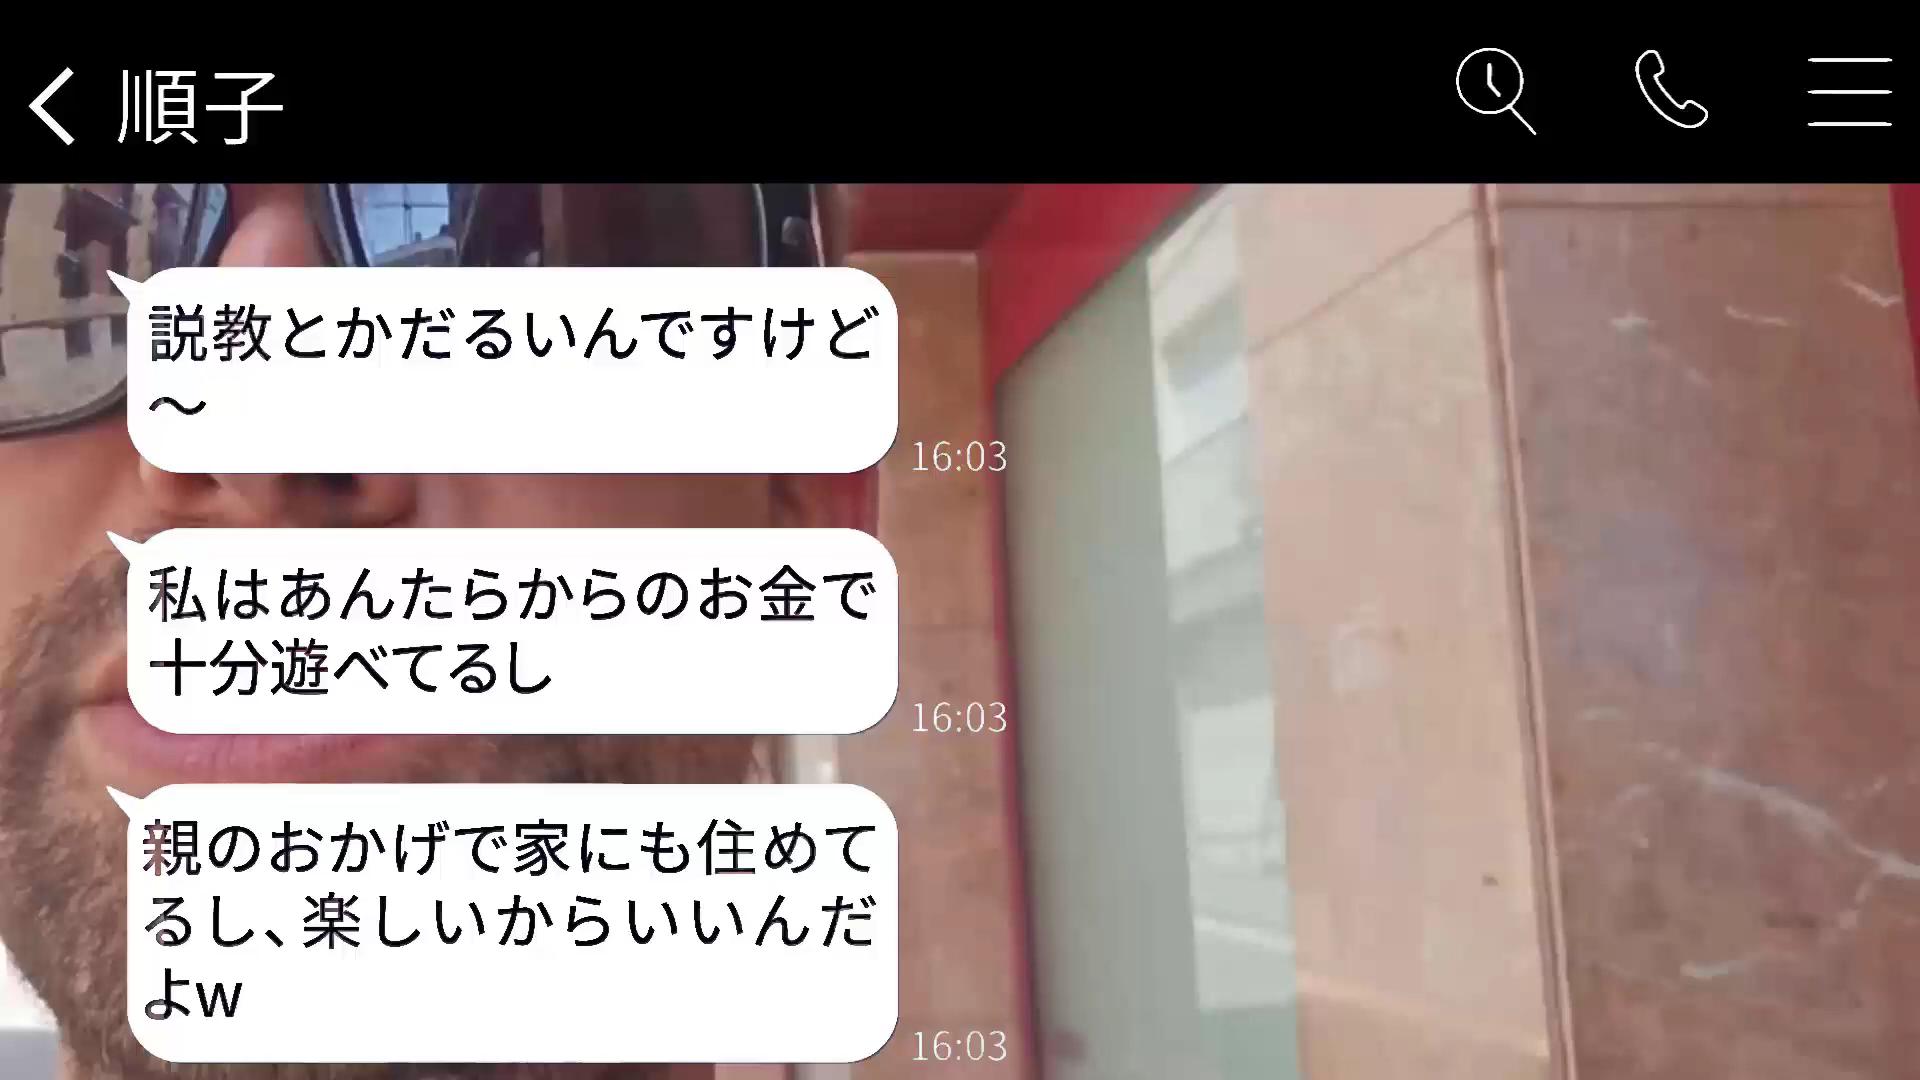 順子
説教とかだるいんですけど
〜
16:03
私はあんたらからのお金で
十分遊べてるし
16:03
親のおかげで家にも住めて
るし、楽しいからいいんだ
よw
16:03